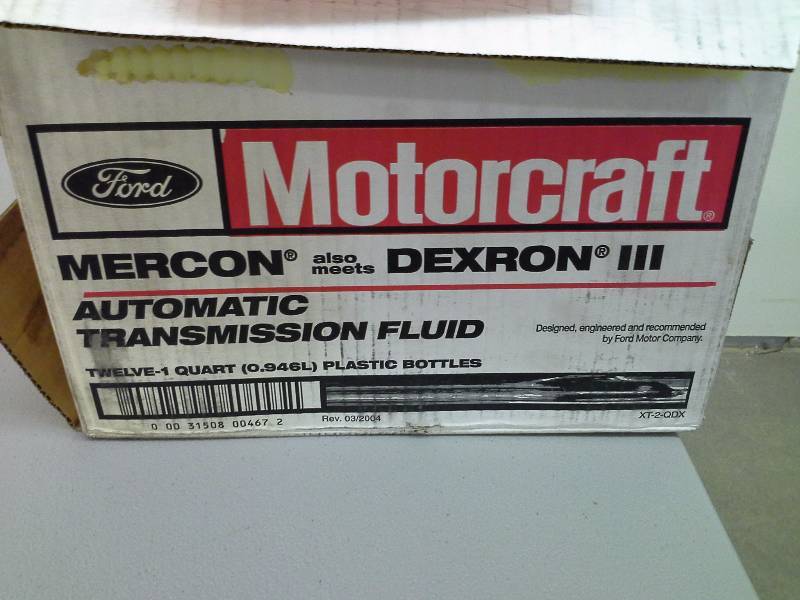 Ford
Motorcraft®
MERCON® also meets DEXRON® III
AUTOMATIC
TRANSMISSION FLUID
Designed, engineered and recommended
by Ford Motor Company.
TWELVE-1 QUART (0.946L) PLASTIC BOTTLES
0 00 31508 00467 2
Rev. 03/2004
XT-2-QDX